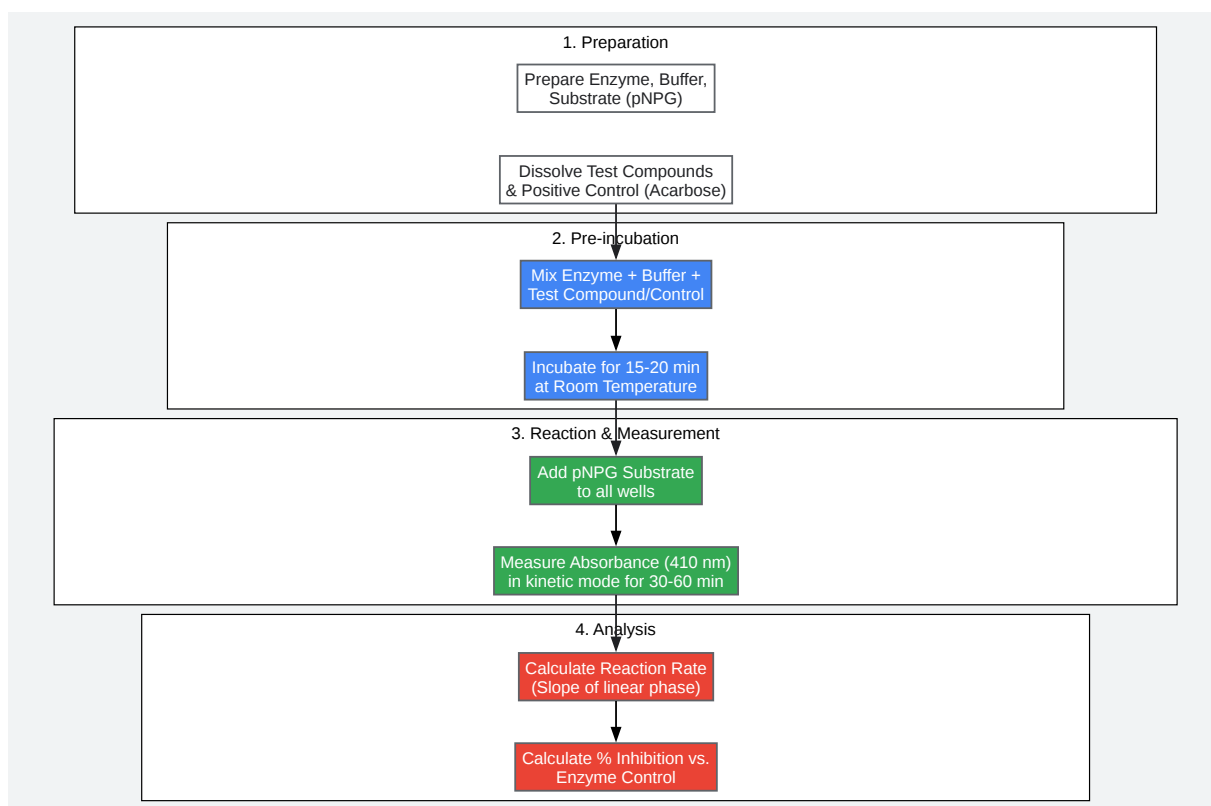 1. Preparation
Prepare Enzyme, Buffer,
Substrate (pNPG)
Dissolve Test Compounds
& Positive Control (Acarbose)
2. Pre-incubation
Mix Enzyme + Buffer +
Test Compound/Control
Incubate for 15-20 min
at Room Temperature
3. Reaction & Measurement
Add pNPG Substrate
to all wells
Measure Absorbance (410 nm)
in kinetic mode for 30-60 min
4. Analysis
Calculate Reaction Rate
(Slope of linear phase)
Calculate % Inhibition vs.
Enzyme Control